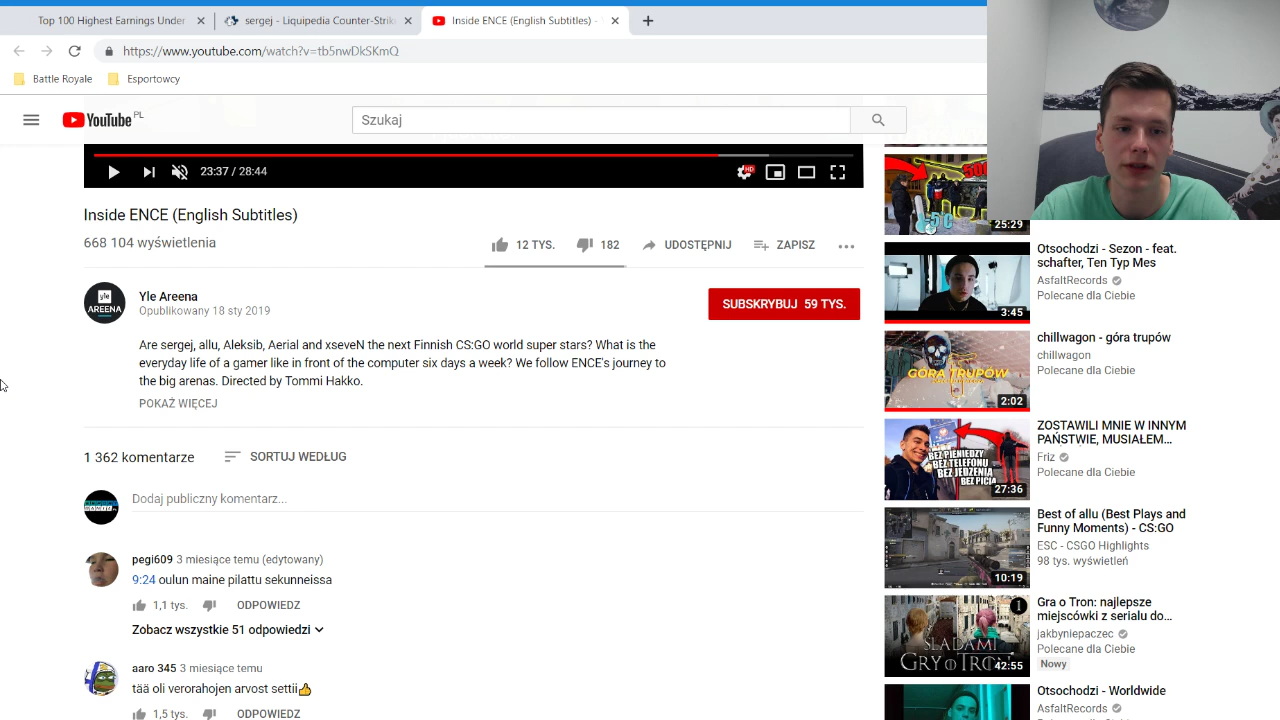 Top 100 Highest Earnings Under
sergej - Liquipedia Counter-Strik
Inside ENCE (English Subtitles) -
https://www.youtube.com/watch?v=tb5nwDkSKmQ
Battle Royale
Esportowcy
YouTube PL
Szukaj
23:37 / 28:44
HD
Inside ENCE (English Subtitles)
668 104 wyświetlenia
12 TYS.
182
UDOSTĘPNIJ
ZAPISZ
yle
AREENA
Yle Areena
Opublikowany 18 sty 2019
SUBSKRYBUJ 59 TYS.
Are sergej, allu, Aleksib, Aerial and xseveN the next Finnish CS:GO world super stars? What is the
everyday life of a gamer like in front of the computer six days a week? We follow ENCE's journey to
the big arenas. Directed by Tommi Hakko.
POKAŻ WIĘCEJ
1 362 komentarze
SORTUJ WEDŁUG
Dodaj publiczny komentarz...
pegi609 3 miesiące temu (edytowany)
9:24 oulun maine pilattu sekunneissa
1,1 tys.
ODPOWIEDZ
Zobacz wszystkie 51 odpowiedzi
aaro 345 3 miesiące temu
tää oli verorahojen arvost settii👍
1,5 tys.
ODPOWIEDZ
-5°C
25:29
Otsochodzi - Sezon - feat.
schafter, Ten Typ Mes
AsfaltRecords
Polecane dla Ciebie
3:45
chillwagon - góra trupów
chillwagon
Polecane dla Ciebie
GÓRA TRUPÓW
2:02
ZOSTAWILI MNIE W INNYM
PAŃSTWIE, MUSIAŁEM...
Friz
Polecane dla Ciebie
BEZ PIENIĘDZY
BEZ TELEFONU
BEZ JEDZENIA
BEZ PICIA
27:36
Best of allu (Best Plays and
Funny Moments) - CS:GO
ESC - CSGO Highlights
98 tys. wyświetleń
10:19
Gra o Tron: najlepsze
miejscówki z serialu do...
jakbyniepaczec
Polecane dla Ciebie
Nowy
1
ŚLADAMI
GRY O TRON
42:55
Otsochodzi - Worldwide
AsfaltRecords